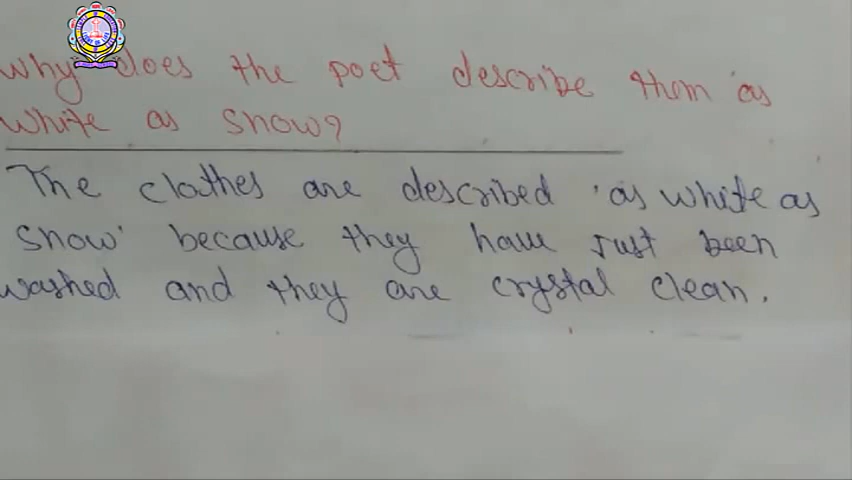 Why does the poet describe them as
white as snow?
The clothes are described 'as white as
snow' because they have just been
washed and they are crystal clean.